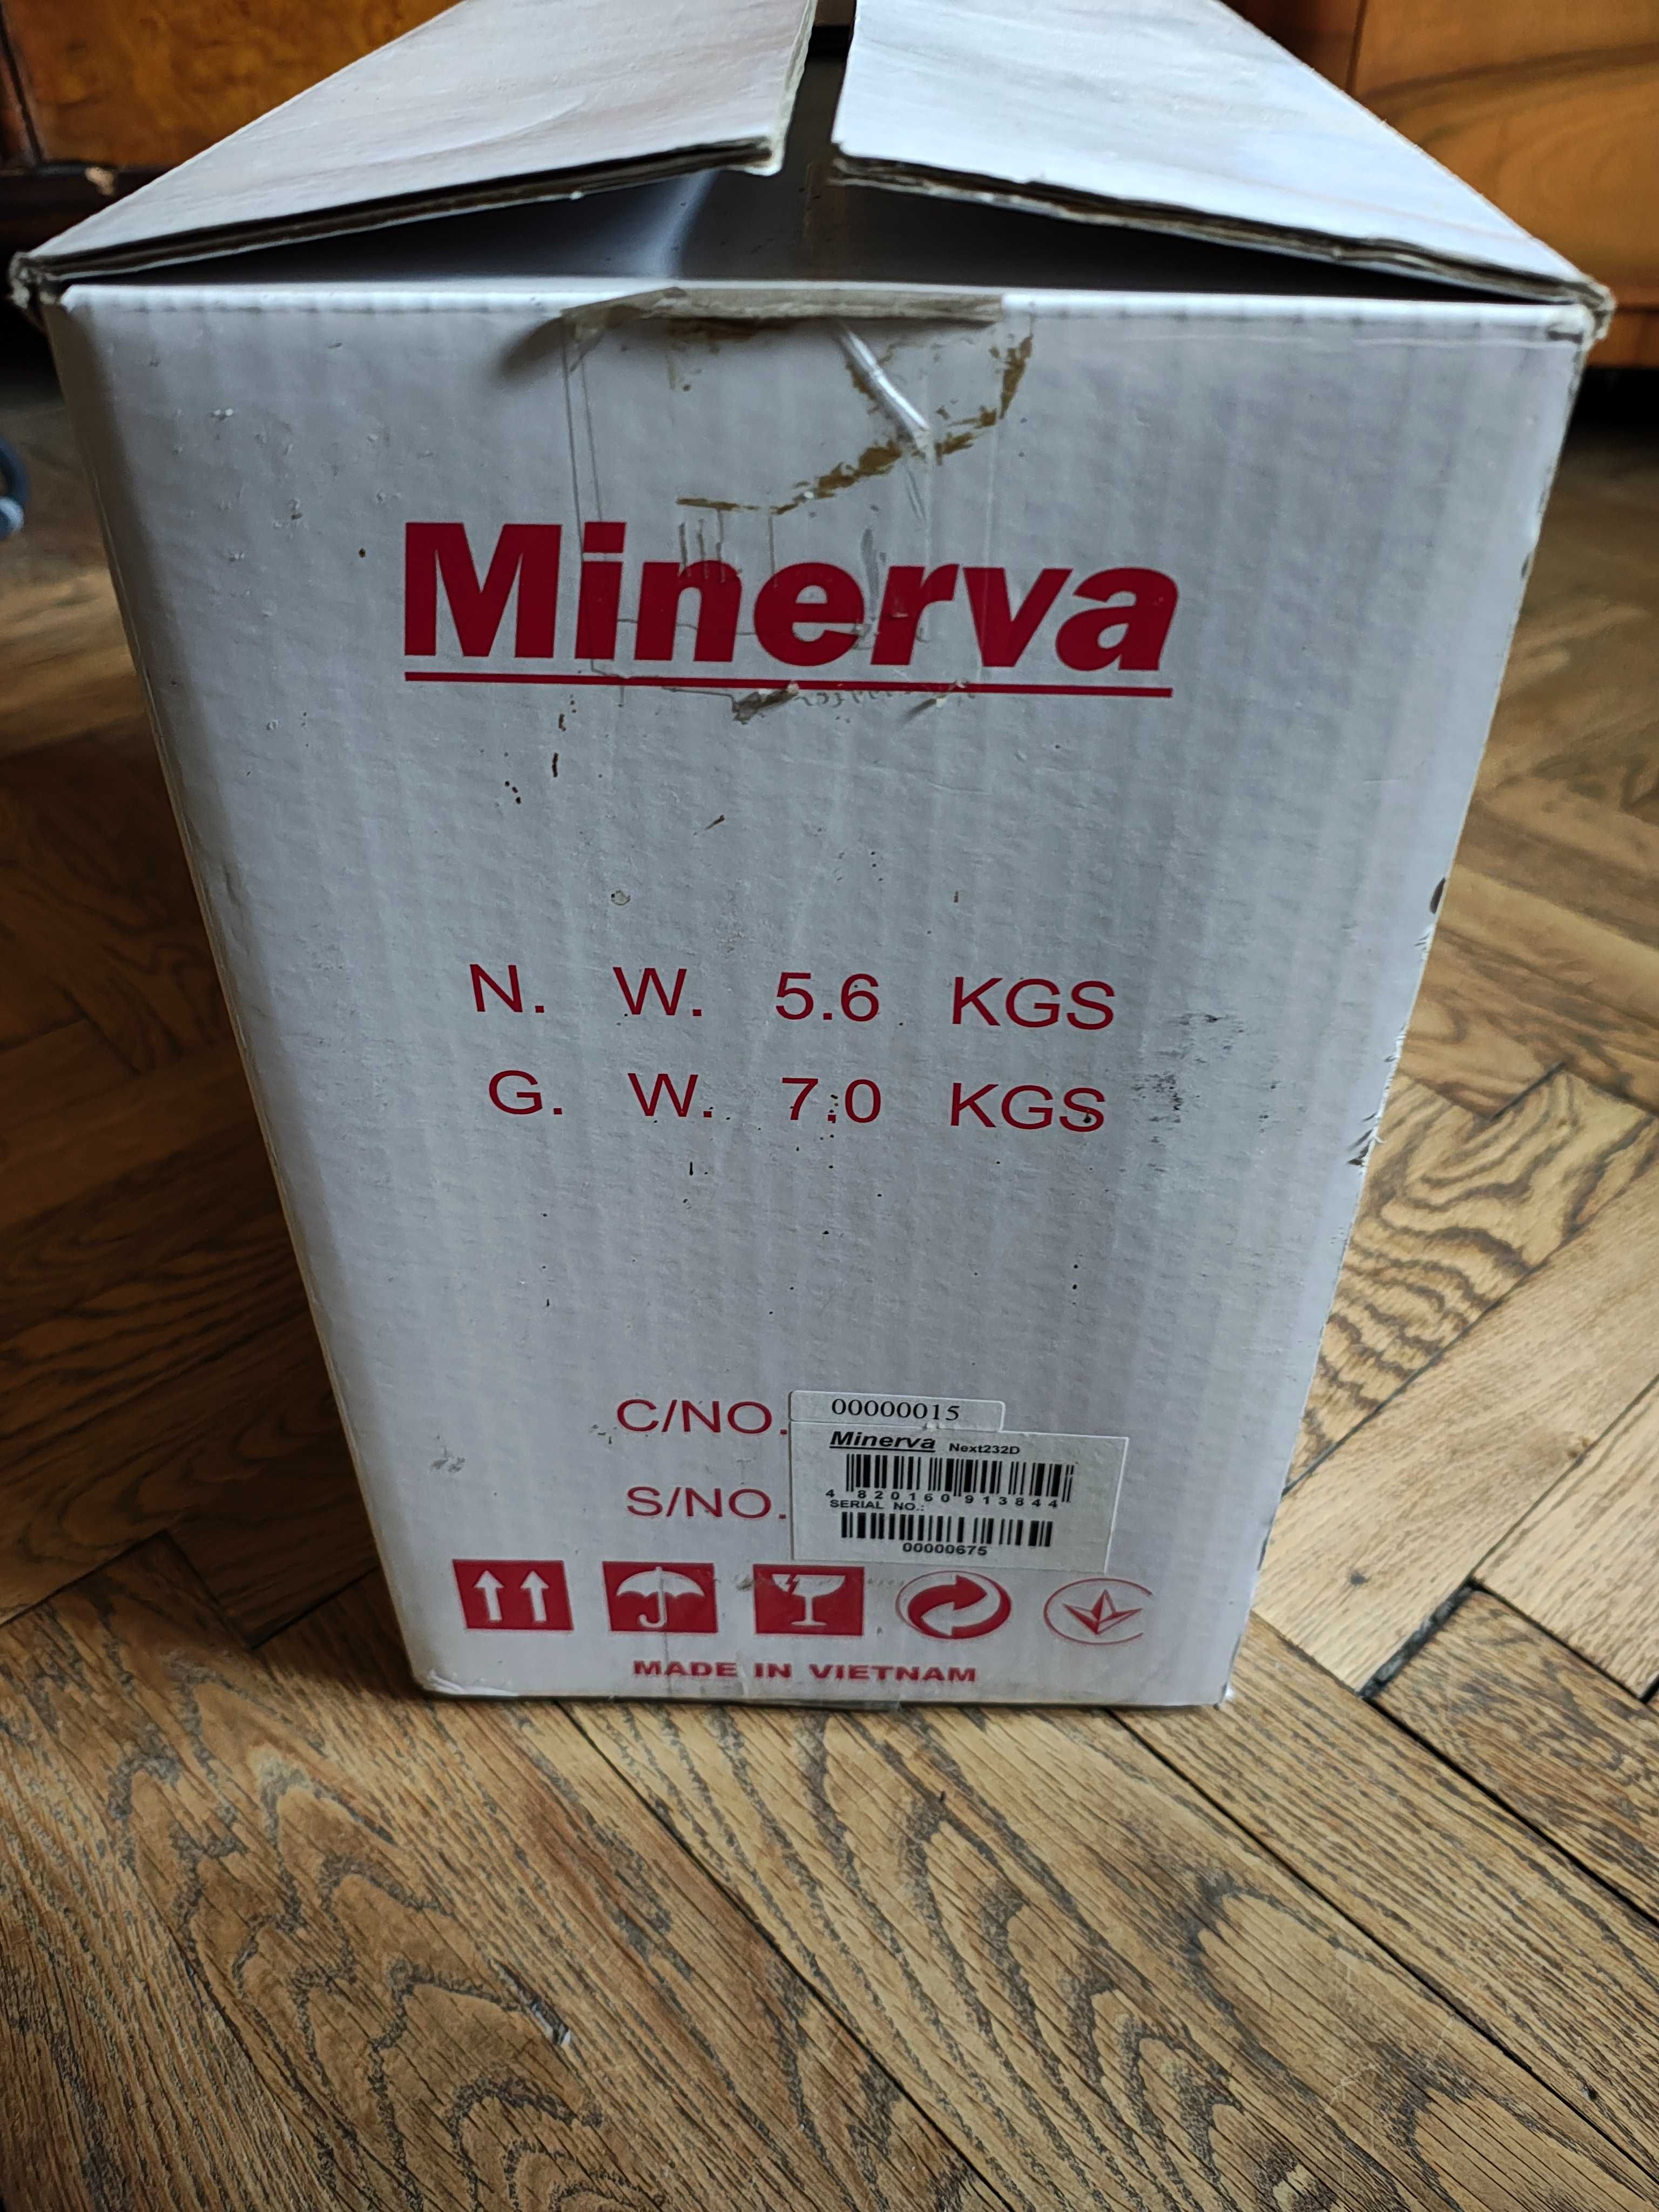 Minerva
N. W. 5.6 KGS
G. W. 7.0 KGS
C/NO. 00000015
Minerva Next232D
4 820160 913844
S/NO.
SERIAL NO.:
00000675
MADE IN VIETNAM